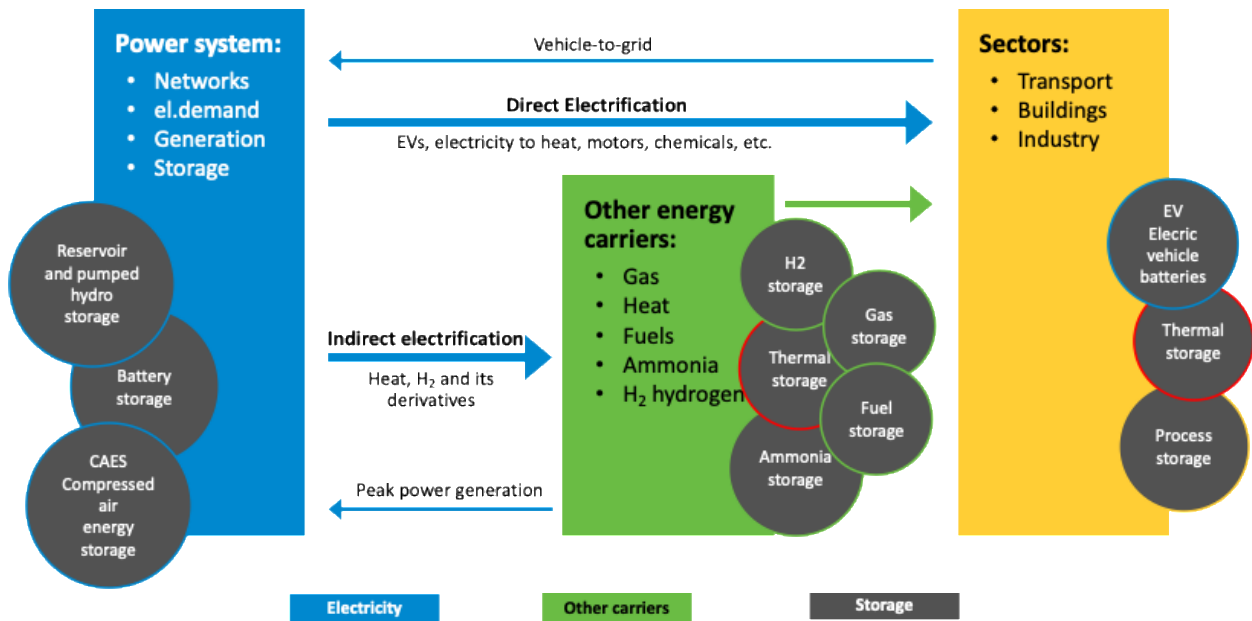 Power system:
• Networks
• el.demand
• Generation
• Storage
Reservoir
and pumped
hydro
storage
Battery
storage
CAES
Compressed
air
energy
storage
Vehicle-to-grid
Direct Electrification
EVs, electricity to heat, motors, chemicals, etc.
Indirect electrification
Heat, H₂ and its
derivatives
Peak power generation
Other energy
carriers:
• Gas
• Heat
• Fuels
• Ammonia
• H₂ hydrogen
H2
storage
Gas
storage
Thermal
storage
Fuel
storage
Ammonia
storage
Sectors:
• Transport
• Buildings
• Industry
EV
Elecric
vehicle
batteries
Thermal
storage
Process
storage
Electricity
Other carriers
Storage